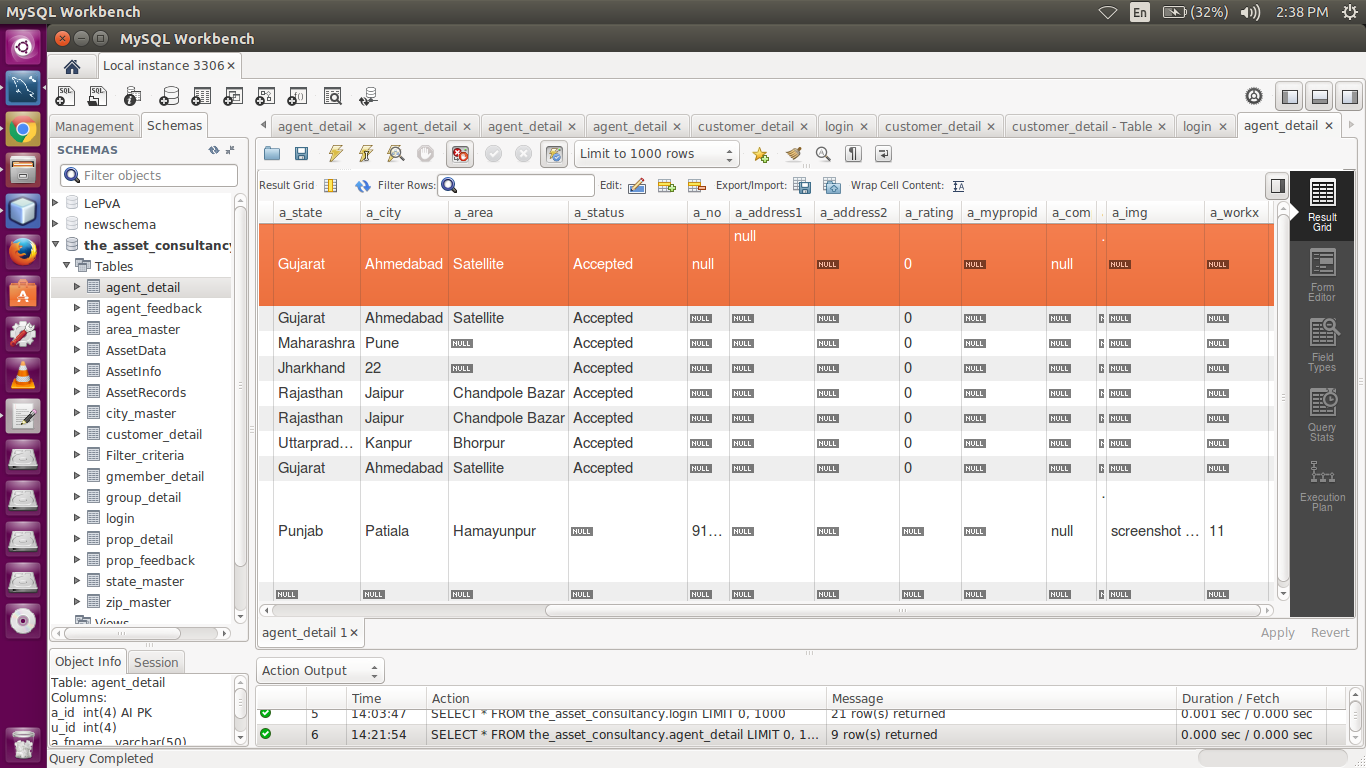 MySQL Workbench En (32%) 2:38 PM
MySQL Workbench
Local instance 3306
Management Schemas agent_detail agent_detail agent_detail agent_detail customer_detail login customer_detail customer_detail - Table login agent_detail
SCHEMAS
Limit to 1000 rows
Filter objects
Result Grid Filter Rows: Edit: Export/Import: Wrap Cell Content:
LePvA
newschema
the_asset_consultancy
Tables
agent_detail
agent_feedback
area_master
AssetData
AssetInfo
AssetRecords
city_master
customer_detail
Filter_criteria
gmember_detail
group_detail
login
prop_detail
prop_feedback
state_master
zip_master
Views
a_state a_city a_area a_status a_no a_address1 a_address2 a_rating a_mypropid a_com a_img a_workx
null
Gujarat Ahmedabad Satellite Accepted null NULL 0 NULL null NULL NULL
Gujarat Ahmedabad Satellite Accepted NULL NULL NULL 0 NULL NULL NULL NULL
Maharashra Pune NULL Accepted NULL NULL NULL 0 NULL NULL NULL NULL
Jharkhand 22 NULL Accepted NULL NULL NULL 0 NULL NULL NULL NULL
Rajasthan Jaipur Chandpole Bazar Accepted NULL NULL NULL 0 NULL NULL NULL NULL
Rajasthan Jaipur Chandpole Bazar Accepted NULL NULL NULL 0 NULL NULL NULL NULL
Uttarprad... Kanpur Bhorpur Accepted NULL NULL NULL 0 NULL NULL NULL NULL
Gujarat Ahmedabad Satellite Accepted NULL NULL NULL 0 NULL NULL NULL NULL
Punjab Patiala Hamayunpur NULL 91... NULL NULL NULL NULL null screenshot ... 11
NULL NULL NULL NULL NULL NULL NULL NULL NULL NULL NULL NULL
Result Grid
Form Editor
Field Types
Query Stats
Execution Plan
agent_detail 1 Apply Revert
Object Info Session
Table: agent_detail
Columns:
a_id int(4) AI PK
u_id int(4)
a_fname varchar(50)
Action Output
Time Action Message Duration / Fetch
5 14:03:47 SELECT * FROM the_asset_consultancy.login LIMIT 0, 1000 21 row(s) returned 0.001 sec / 0.000 sec
6 14:21:54 SELECT * FROM the_asset_consultancy.agent_detail LIMIT 0, 1... 9 row(s) returned 0.000 sec / 0.000 sec
Query Completed